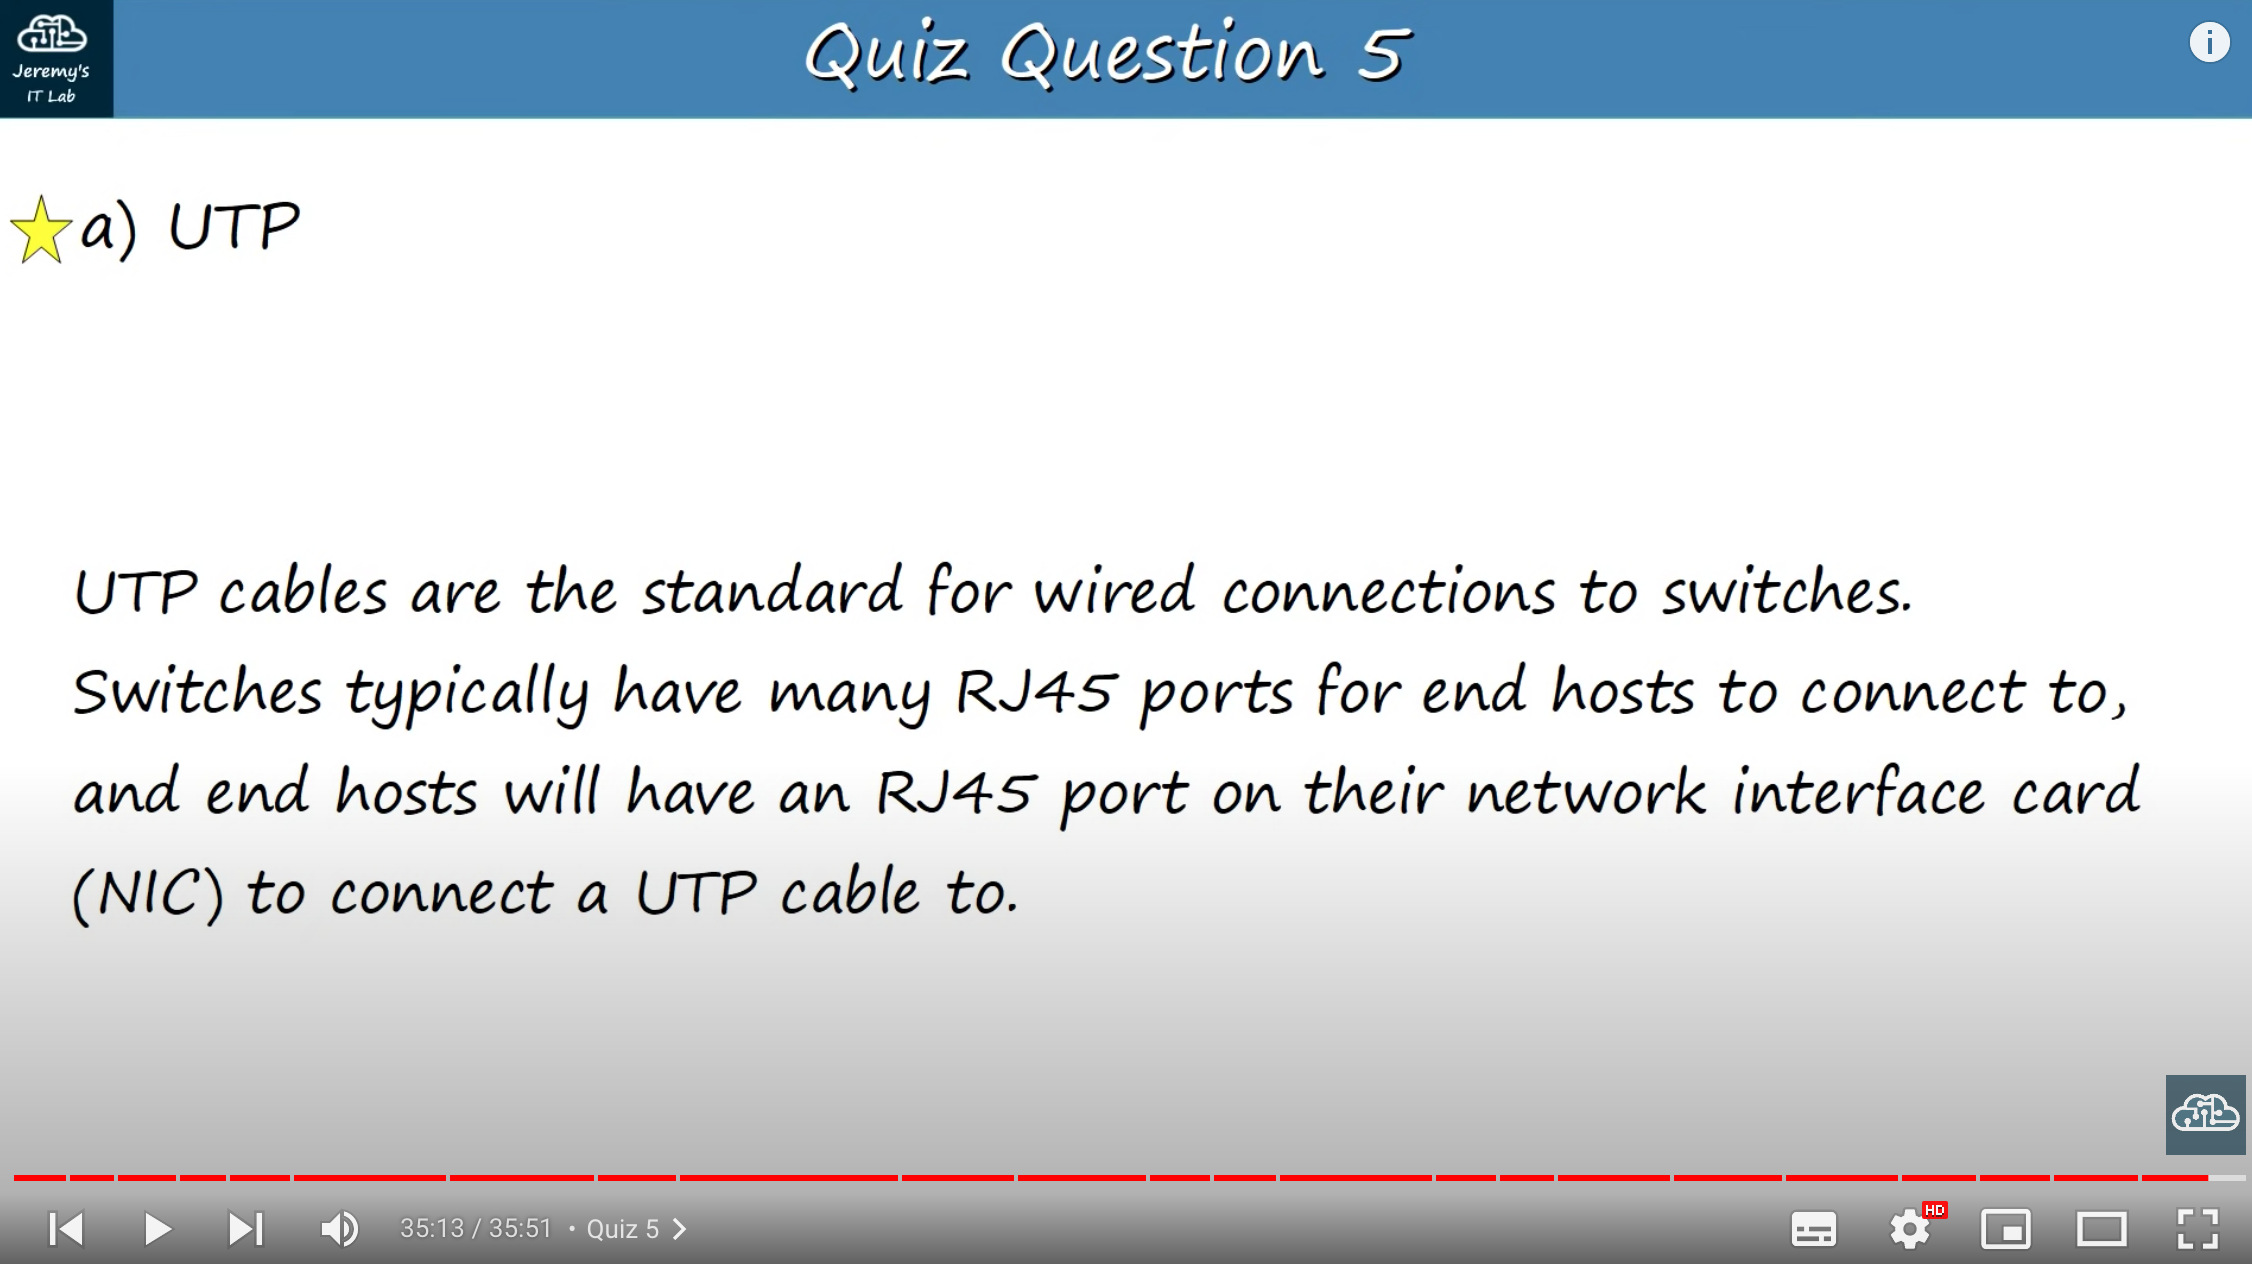 Jeremy's
IT Lab
Quiz Question 5
i
a) UTP
UTP cables are the standard for wired connections to switches.
Switches typically have many RJ45 ports for end hosts to connect to,
and end hosts will have an RJ45 port on their network interface card
(NIC) to connect a UTP cable to.
35:13 / 35:51 • Quiz 5
HD